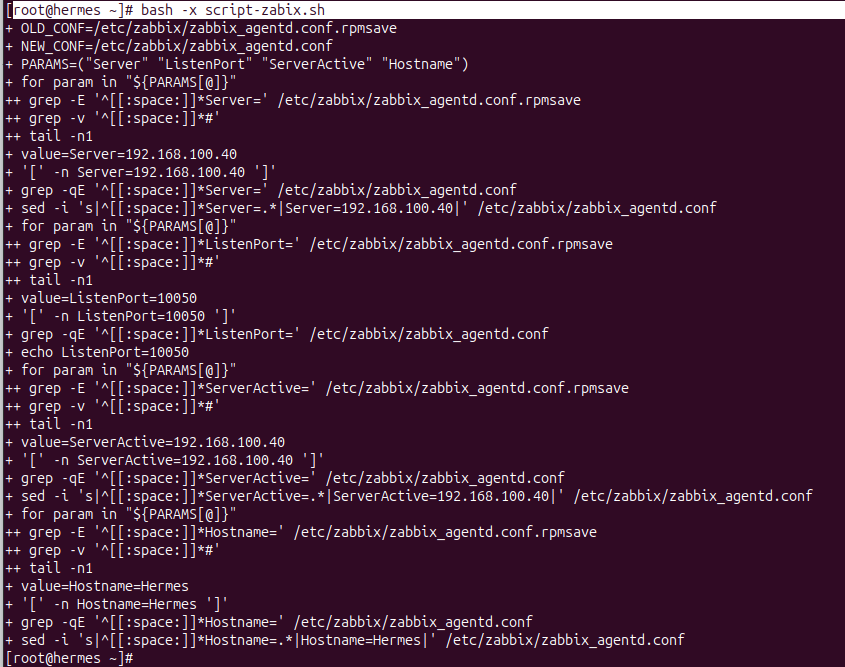 [root@hermes ~]# bash -x script-zabix.sh
+ OLD_CONF=/etc/zabbix/zabbix_agentd.conf.rpmsave
+ NEW_CONF=/etc/zabbix/zabbix_agentd.conf
+ PARAMS=("Server" "ListenPort" "ServerActive" "Hostname")
+ for param in "${PARAMS[@]}"
++ grep -E '^[[:space:]]*Server=' /etc/zabbix/zabbix_agentd.conf.rpmsave
++ grep -v '^[[:space:]]*#'
++ tail -n1
+ value=Server=192.168.100.40
+ '[' -n Server=192.168.100.40 ']'
+ grep -qE '^[[:space:]]*Server=' /etc/zabbix/zabbix_agentd.conf
+ sed -i 's|^[[:space:]]*Server=.*|Server=192.168.100.40|' /etc/zabbix/zabbix_agentd.conf
+ for param in "${PARAMS[@]}"
++ grep -E '^[[:space:]]*ListenPort=' /etc/zabbix/zabbix_agentd.conf.rpmsave
++ grep -v '^[[:space:]]*#'
++ tail -n1
+ value=ListenPort=10050
+ '[' -n ListenPort=10050 ']'
+ grep -qE '^[[:space:]]*ListenPort=' /etc/zabbix/zabbix_agentd.conf
+ echo ListenPort=10050
+ for param in "${PARAMS[@]}"
++ grep -E '^[[:space:]]*ServerActive=' /etc/zabbix/zabbix_agentd.conf.rpmsave
++ grep -v '^[[:space:]]*#'
++ tail -n1
+ value=ServerActive=192.168.100.40
+ '[' -n ServerActive=192.168.100.40 ']'
+ grep -qE '^[[:space:]]*ServerActive=' /etc/zabbix/zabbix_agentd.conf
+ sed -i 's|^[[:space:]]*ServerActive=.*|ServerActive=192.168.100.40|' /etc/zabbix/zabbix_agentd.conf
+ for param in "${PARAMS[@]}"
++ grep -E '^[[:space:]]*Hostname=' /etc/zabbix/zabbix_agentd.conf.rpmsave
++ grep -v '^[[:space:]]*#'
++ tail -n1
+ value=Hostname=Hermes
+ '[' -n Hostname=Hermes ']'
+ grep -qE '^[[:space:]]*Hostname=' /etc/zabbix/zabbix_agentd.conf
+ sed -i 's|^[[:space:]]*Hostname=.*|Hostname=Hermes|' /etc/zabbix/zabbix_agentd.conf
[root@hermes ~]#